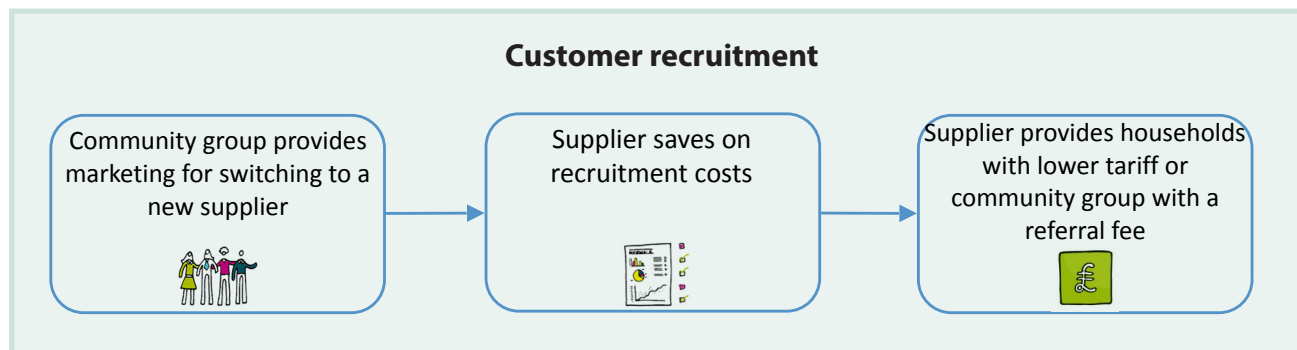 Customer recruitment
Community group provides
marketing for switching to a
new supplier
Supplier saves on
recruitment costs
Supplier provides households
with lower tariff or
community group with a
referral fee
£